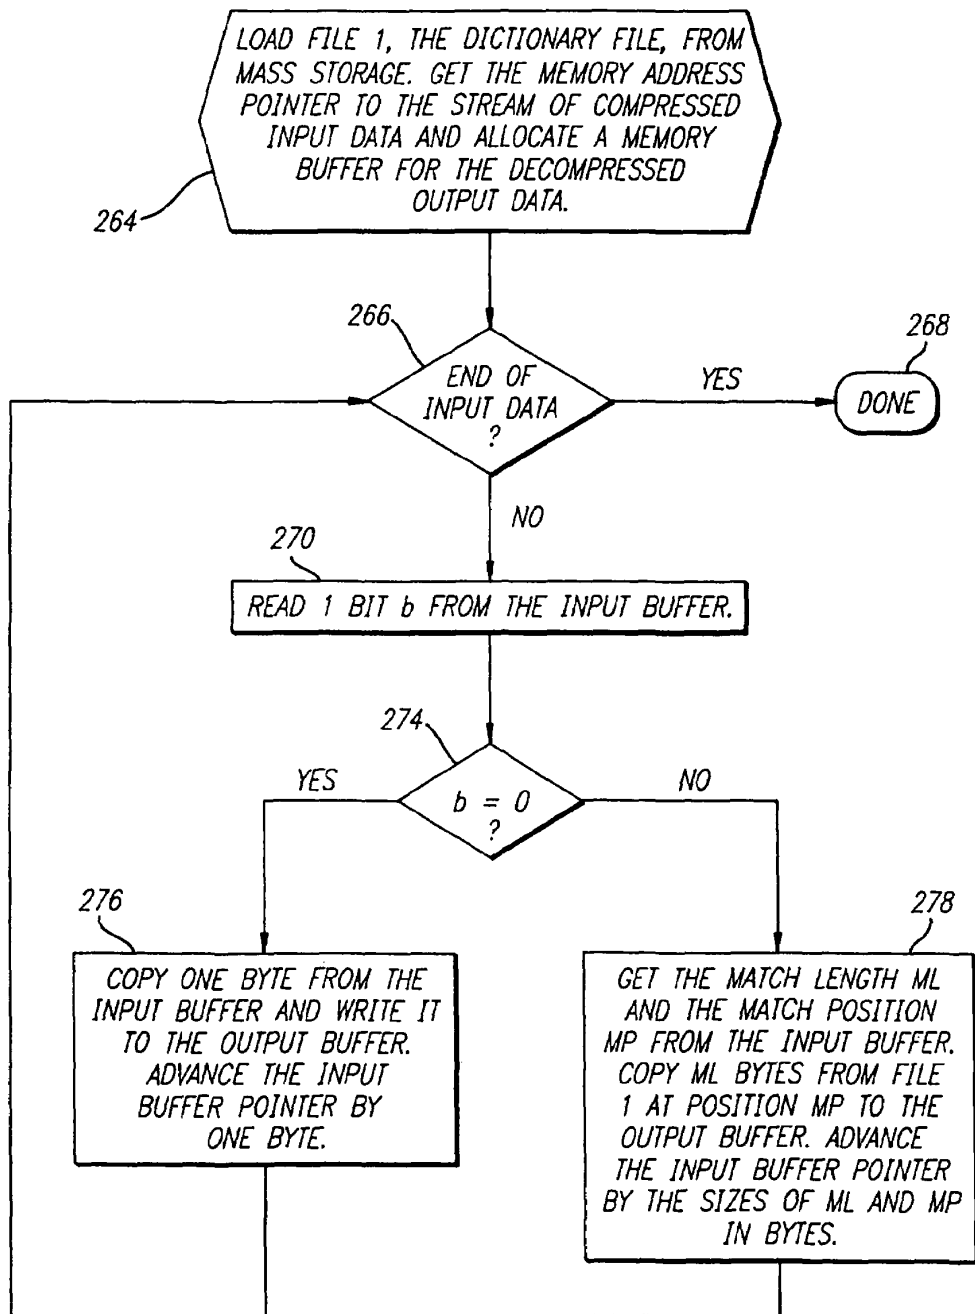 LOAD FILE 1, THE DICTIONARY FILE, FROM
MASS STORAGE. GET THE MEMORY ADDRESS
POINTER TO THE STREAM OF COMPRESSED
INPUT DATA AND ALLOCATE A MEMORY
BUFFER FOR THE DECOMPRESSED
OUTPUT DATA.
264
266
268
END OF
INPUT DATA
?
YES
DONE
NO
270
READ 1 BIT b FROM THE INPUT BUFFER.
274
YES
b = 0
?
NO
276
COPY ONE BYTE FROM THE
INPUT BUFFER AND WRITE IT
TO THE OUTPUT BUFFER.
ADVANCE THE INPUT
BUFFER POINTER BY
ONE BYTE.
278
GET THE MATCH LENGTH ML
AND THE MATCH POSITION
MP FROM THE INPUT BUFFER.
COPY ML BYTES FROM FILE
1 AT POSITION MP TO THE
OUTPUT BUFFER. ADVANCE
THE INPUT BUFFER POINTER
BY THE SIZES OF ML AND MP
IN BYTES.